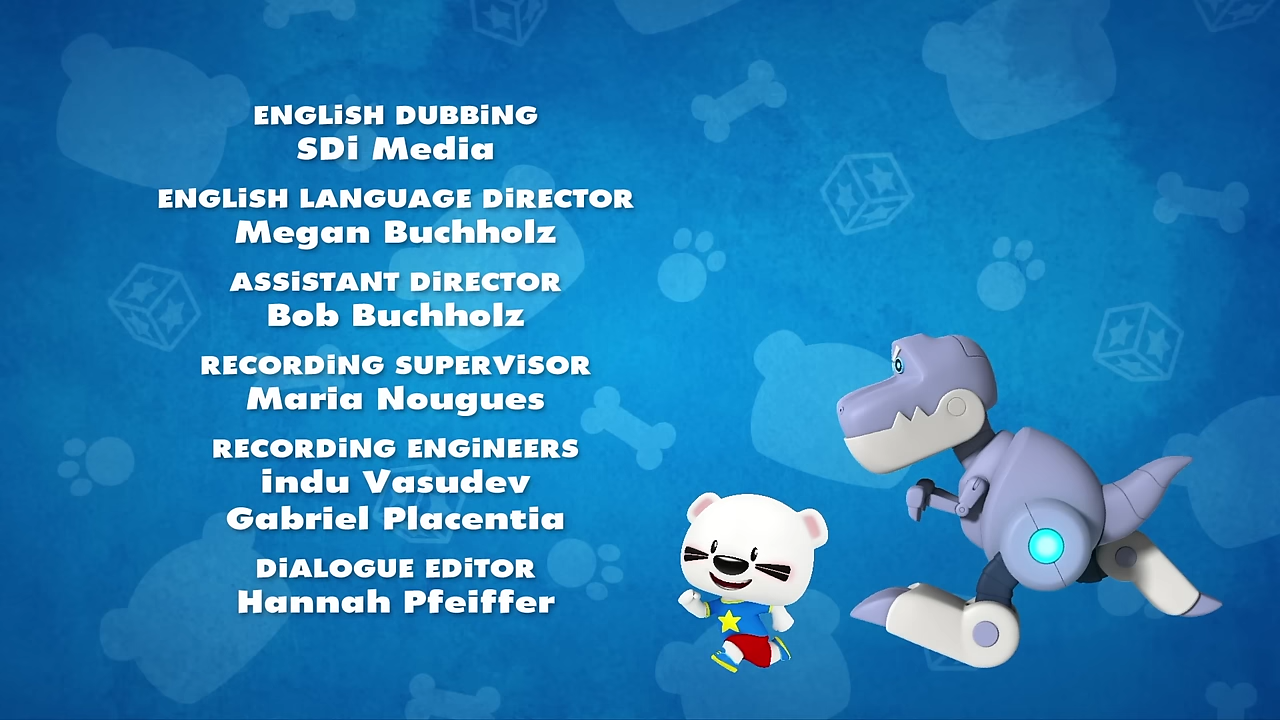 ENGLiSH DUBBiNG
SDi Media
ENGLiSH LANGUAGE DiRECTOR
Megan Buchholz
ASSiSTANT DiRECTOR
Bob Buchholz
RECORDiNG SUPERViSOR
Maria Nougues
RECORDiNG ENGiNEERS
indu Vasudev
Gabriel Placentia
DiALOGUE EDiTOR
Hannah Pfeiffer